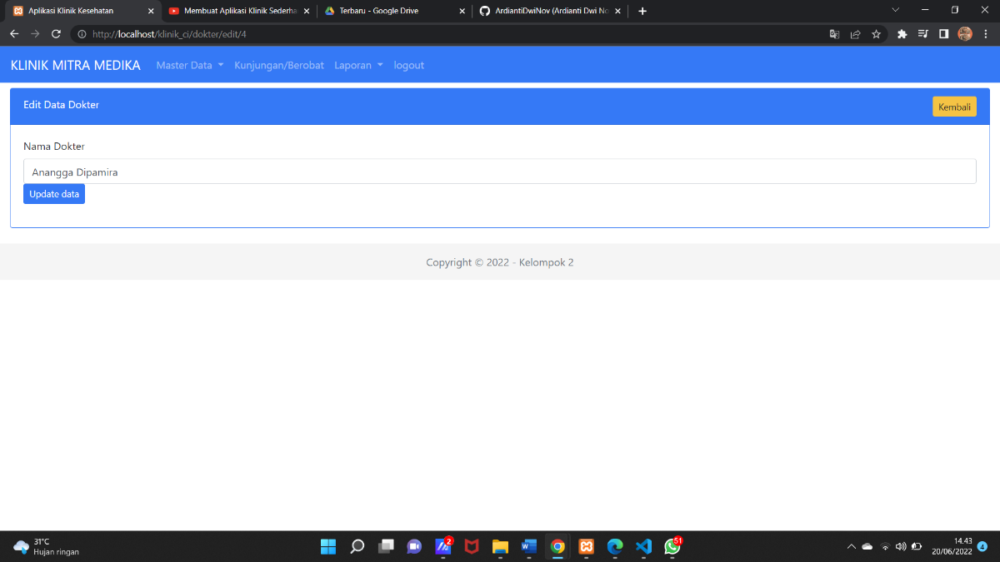 Aplikasi Klinik Kesehatan
Membuat Aplikasi Klinik Sederha
Terbaru - Google Drive
ArdiantiDwiNov (Ardianti Dwi No
http://localhost/klinik_ci/dokter/edit/4
KLINIK MITRA MEDIKA Master Data Kunjungan/Berobat Laporan logout
Edit Data Dokter
Kembali
Nama Dokter
Anangga Dipamira
Update data
Copyright © 2022 - Kelompok 2
31°C
Hujan ringan
2
51
14.43
20/06/2022
4